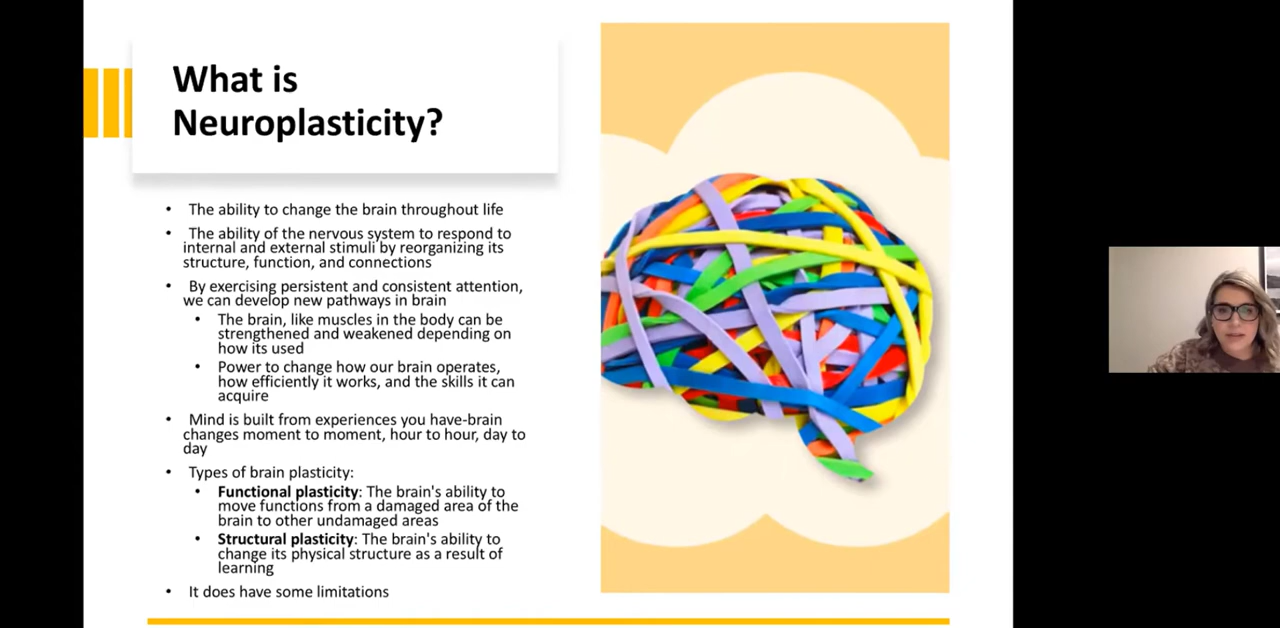 What is
Neuroplasticity?
• The ability to change the brain throughout life
• The ability of the nervous system to respond to
internal and external stimuli by reorganizing its
structure, function, and connections
• By exercising persistent and consistent attention,
we can develop new pathways in brain
• The brain, like muscles in the body can be
strengthened and weakened depending on
how its used
• Power to change how our brain operates,
how efficiently it works, and the skills it can
acquire
• Mind is built from experiences you have-brain
changes moment to moment, hour to hour, day to
day
• Types of brain plasticity:
• Functional plasticity: The brain's ability to
move functions from a damaged area of the
brain to other undamaged areas
• Structural plasticity: The brain's ability to
change its physical structure as a result of
learning
• It does have some limitations